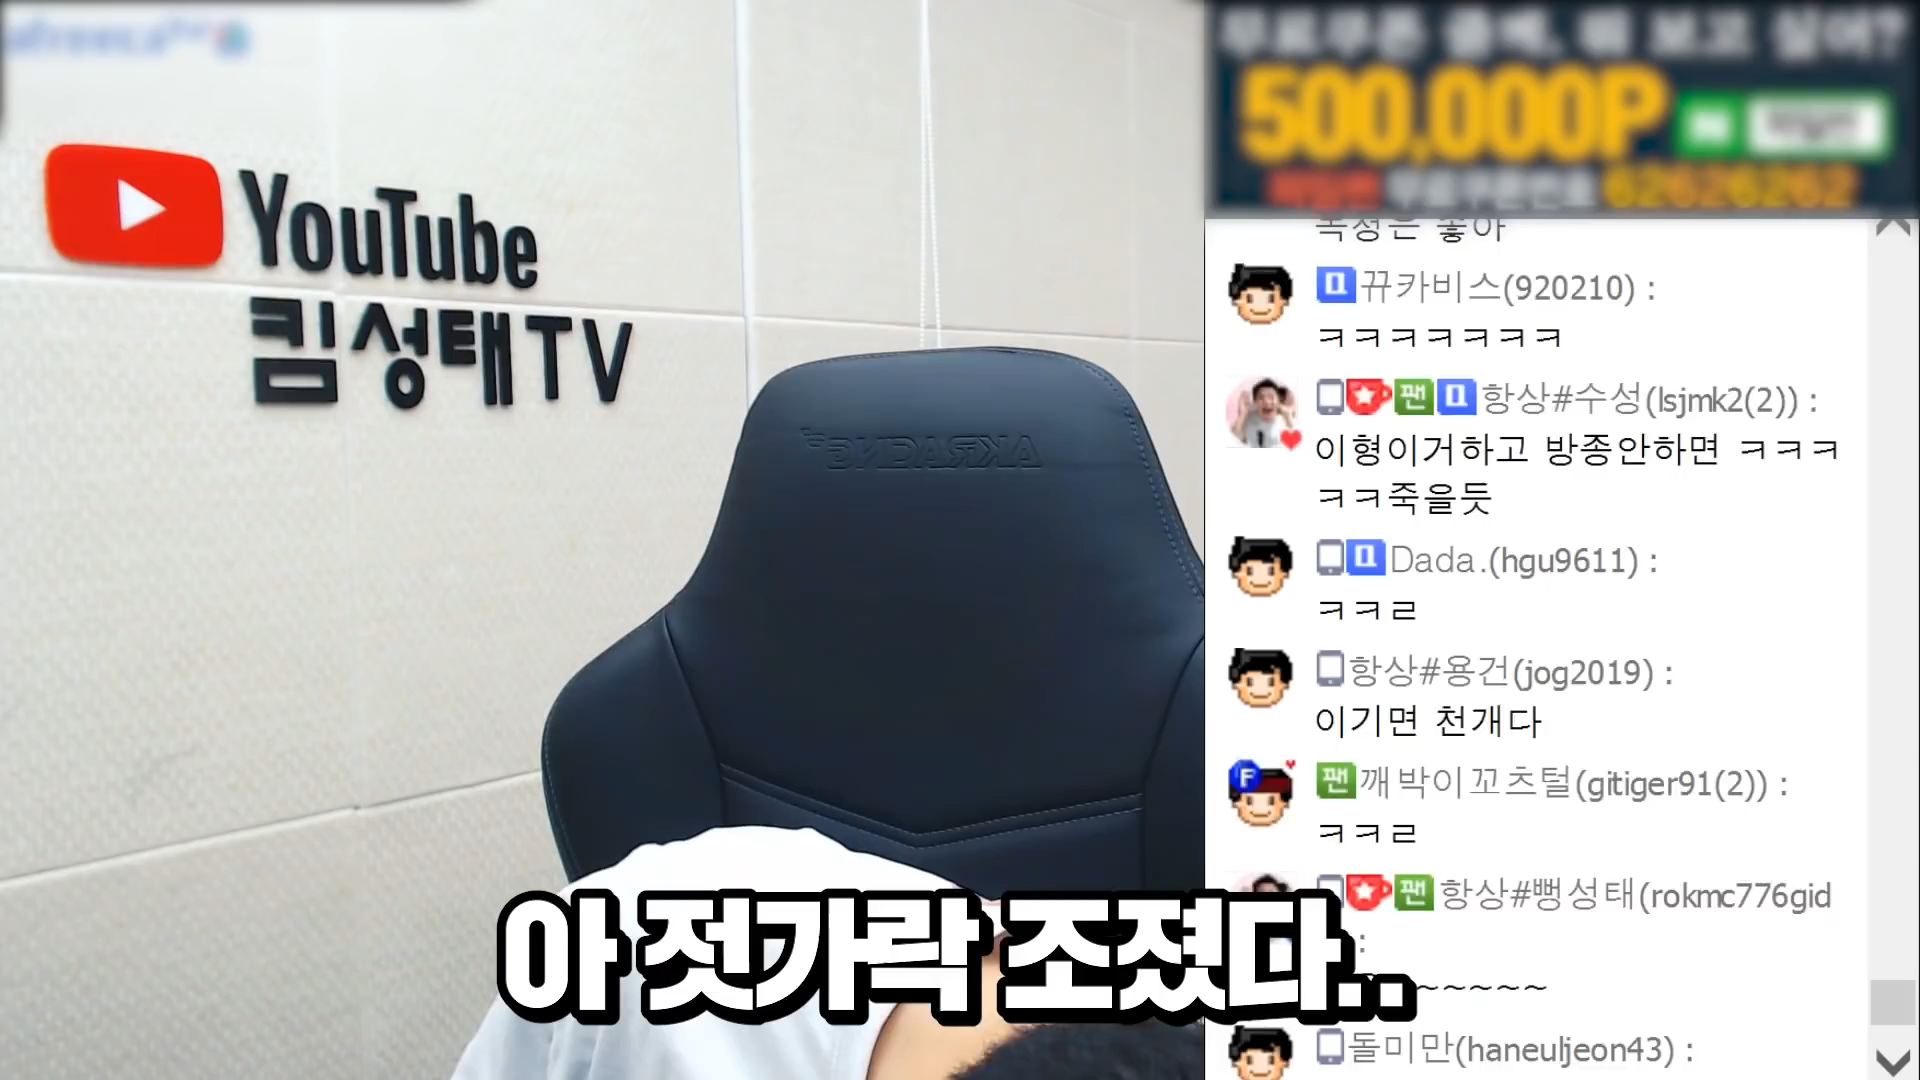 YouTube
킴성태TV
AKRACING
500,000P
62626262
뀨카비스(920210) :
ㅋㅋㅋㅋㅋㅋㅋ
팬 항상#수성(lsjmk2(2)) :
이형이거하고 방종안하면 ㅋㅋㅋ
ㅋㅋ죽을듯
Dada.(hgu9611) :
ㅋㅋㄹ
항상#용건(jog2019) :
이기면 천개다
F 팬 깨박이꼬츠털(gitiger91(2)) :
ㅋㅋㄹ
팬 항상#뻥성태(rokmc776gid
:
~~~~~
돌미만(haneuljeon43) :
아 젓가락 조졌다..